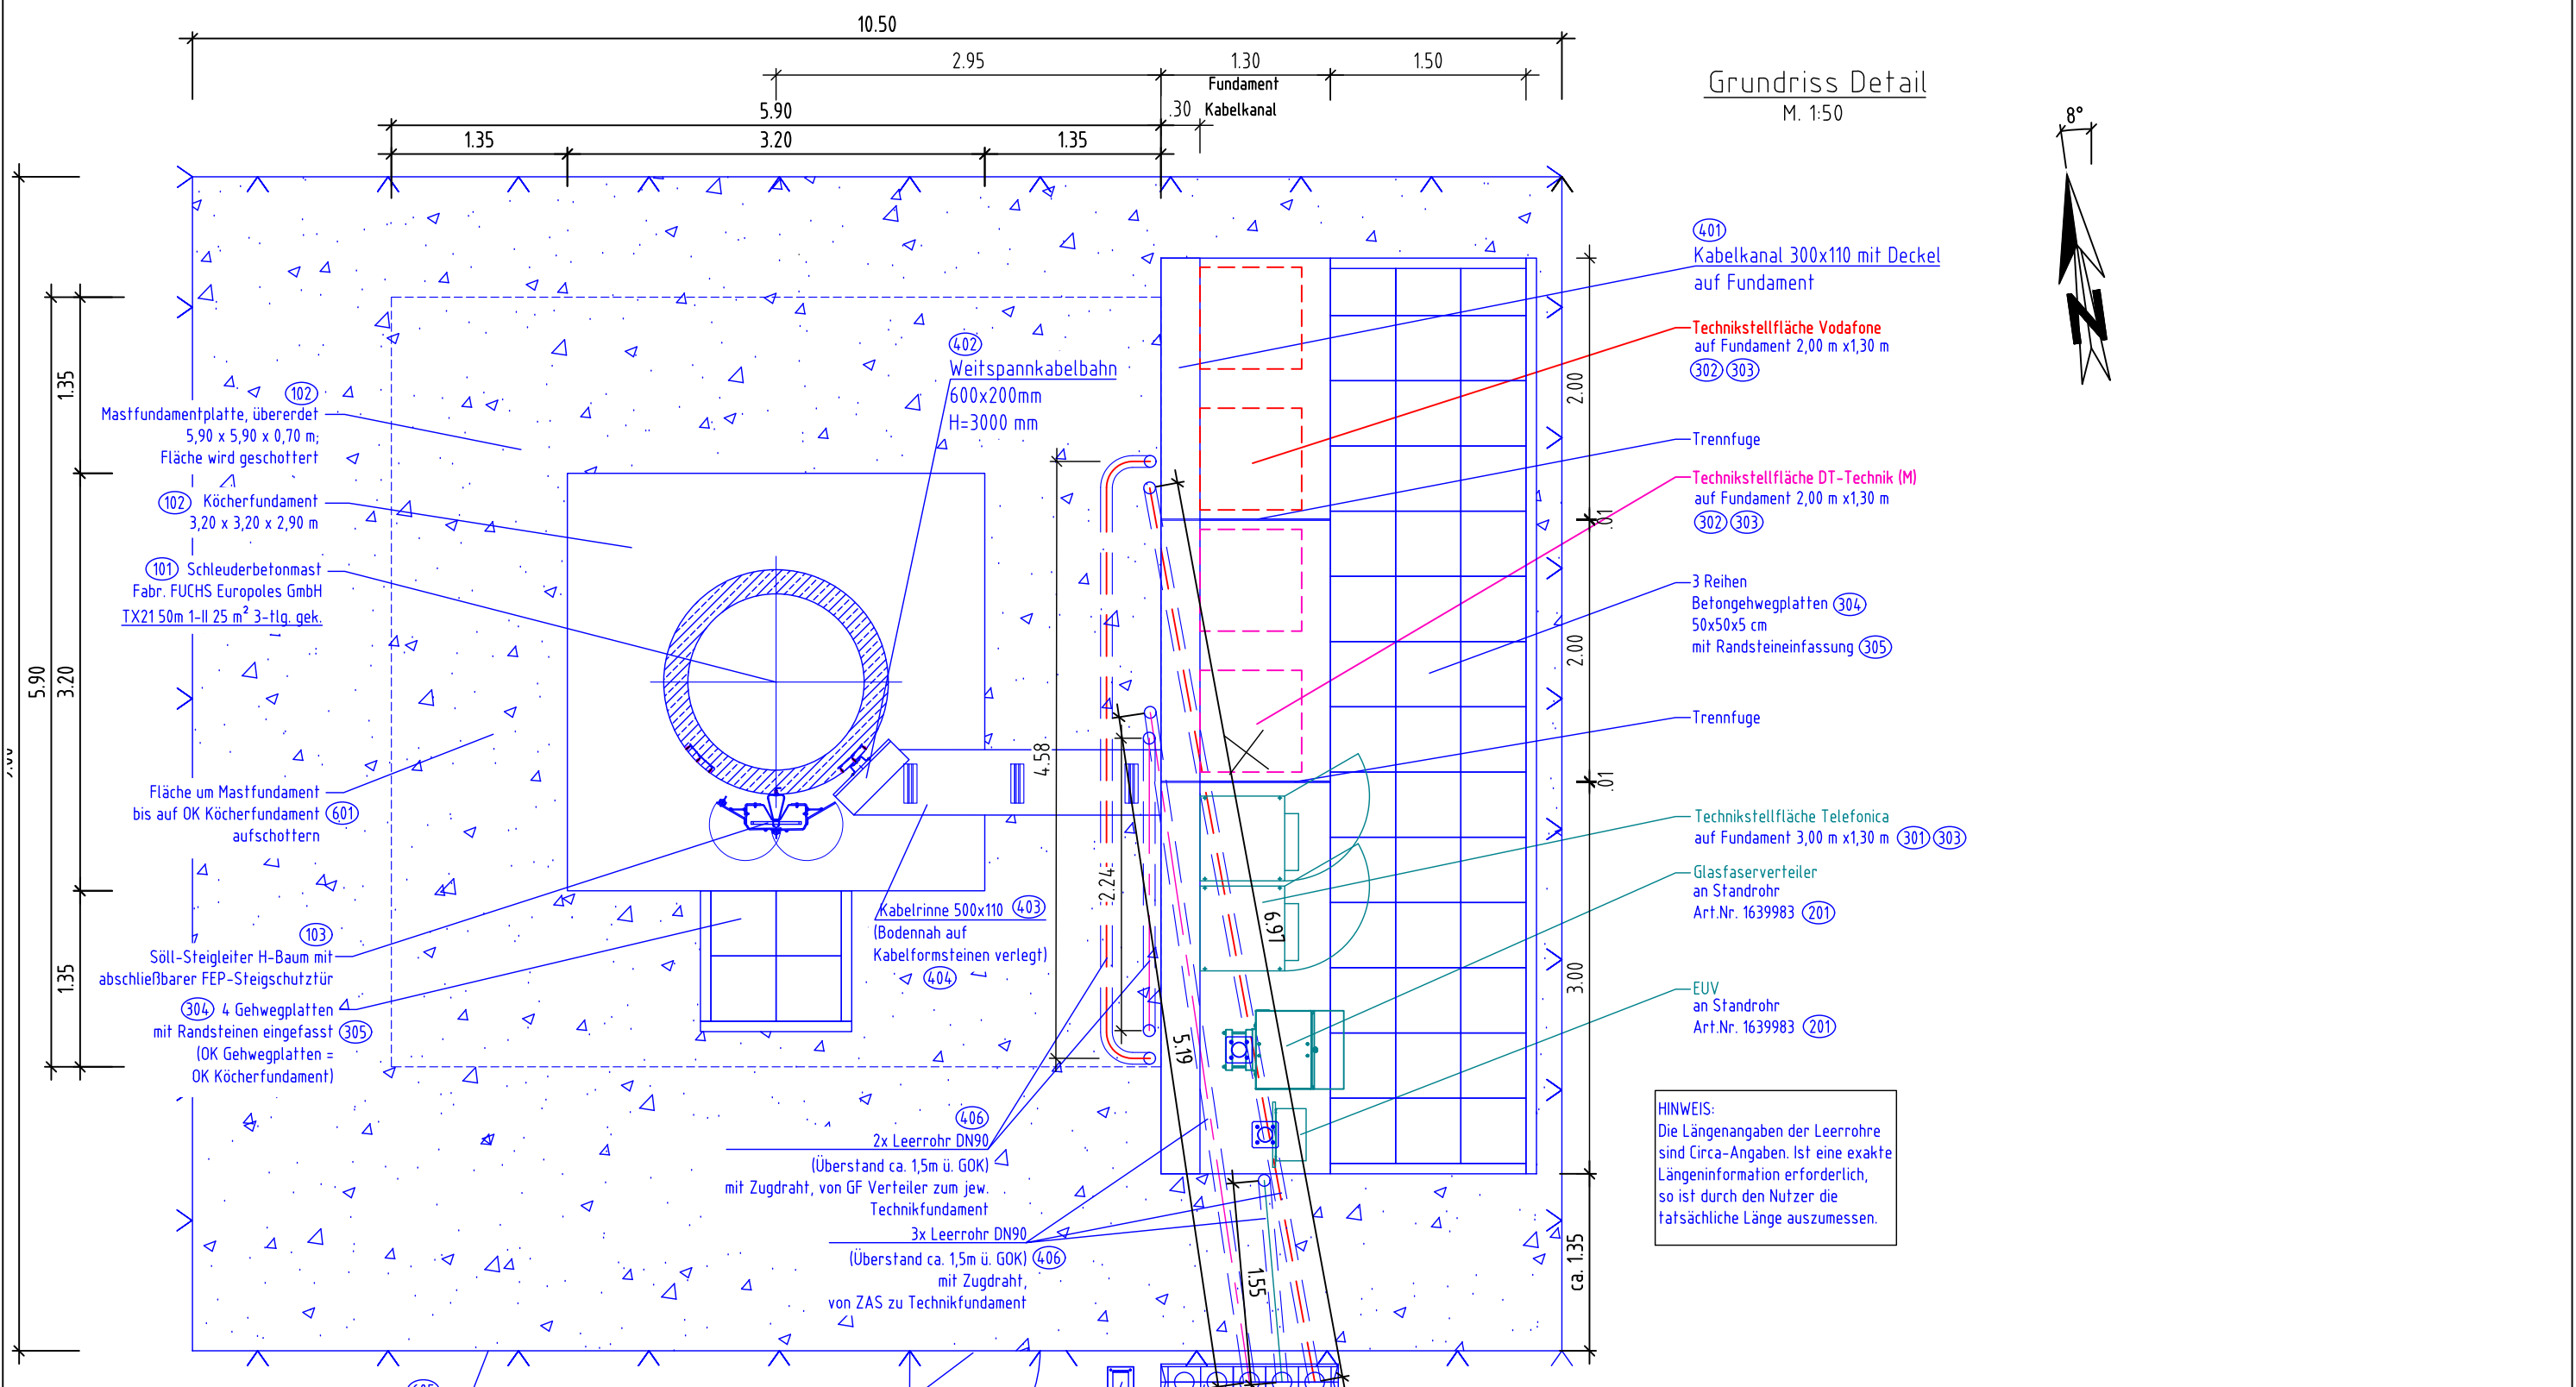 10.50
2.95
1.30
1.50
Fundament
5.90
.30
Kabelkanal
1.35
3.20
1.35
Grundriss Detail
M. 1:50
8°
N
401
Kabelkanal 300x110 mit Deckel
auf Fundament
Technikstellfläche Vodafone
auf Fundament 2,00 m x1,30 m
302 303
Trennfuge
Technikstellfläche DT-Technik (M)
auf Fundament 2,00 m x1,30 m
302 303
3 Reihen
Betongehwegplatten 304
50x50x5 cm
mit Randsteineinfassung 305
Trennfuge
Technikstellfläche Telefonica
auf Fundament 3,00 m x1,30 m 301 303
Glasfaserverteiler
an Standrohr
Art.Nr. 1639983 201
EUV
an Standrohr
Art.Nr. 1639983 201
HINWEIS:
Die Längenangaben der Leerrohre
sind Circa-Angaben. Ist eine exakte
Längeninformation erforderlich,
so ist durch den Nutzer die
tatsächliche Länge auszumessen.
2.00
.01
2.00
.01
3.00
ca. 1.35
402
Weitspannkabelbahn
600x200mm
H=3000 mm
102
Mastfundamentplatte, übererdet
5,90 x 5,90 x 0,70 m;
Fläche wird geschottert
102 Köcherfundament
3,20 x 3,20 x 2,90 m
101 Schleuderbetonmast
Fabr. FUCHS Europoles GmbH
TX21 50m 1-II 25 m² 3-tlg. gek.
Fläche um Mastfundament
bis auf OK Köcherfundament 601
aufschottern
103
Söll-Steigleiter H-Baum mit
abschließbarer FEP-Steigschutztür
304 4 Gehwegplatten
mit Randsteinen eingefasst 305
(OK Gehwegplatten =
OK Köcherfundament)
1.35
5.90
3.20
1.35
Kabelrinne 500x110 403
(Bodennah auf
Kabelformsteinen verlegt)
404
4.58
2.24
5.19
6.97
1.55
406
2x Leerrohr DN90
(Überstand ca. 1,5m ü. GOK)
mit Zugdraht, von GF Verteiler zum jew.
Technikfundament
3x Leerrohr DN90
(Überstand ca. 1,5m ü. GOK) 406
mit Zugdraht,
von ZAS zu Technikfundament